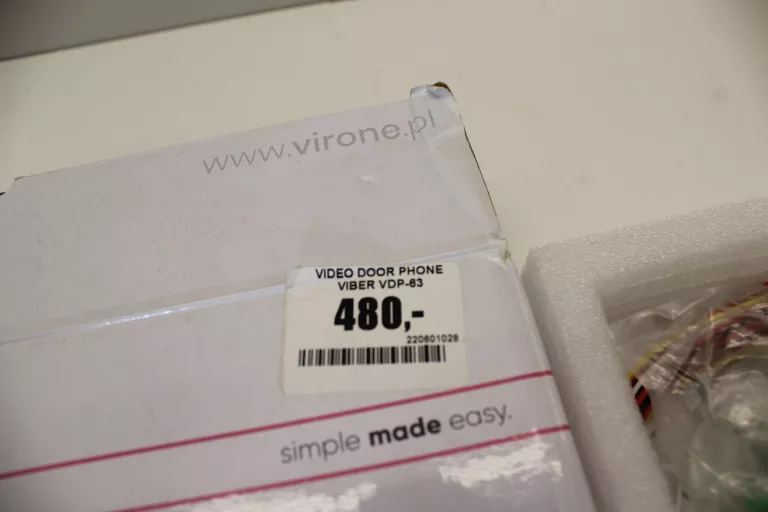 www.virone.pl
VIDEO DOOR PHONE
VIBER VDP-63
480,-
220801028
simple made easy.